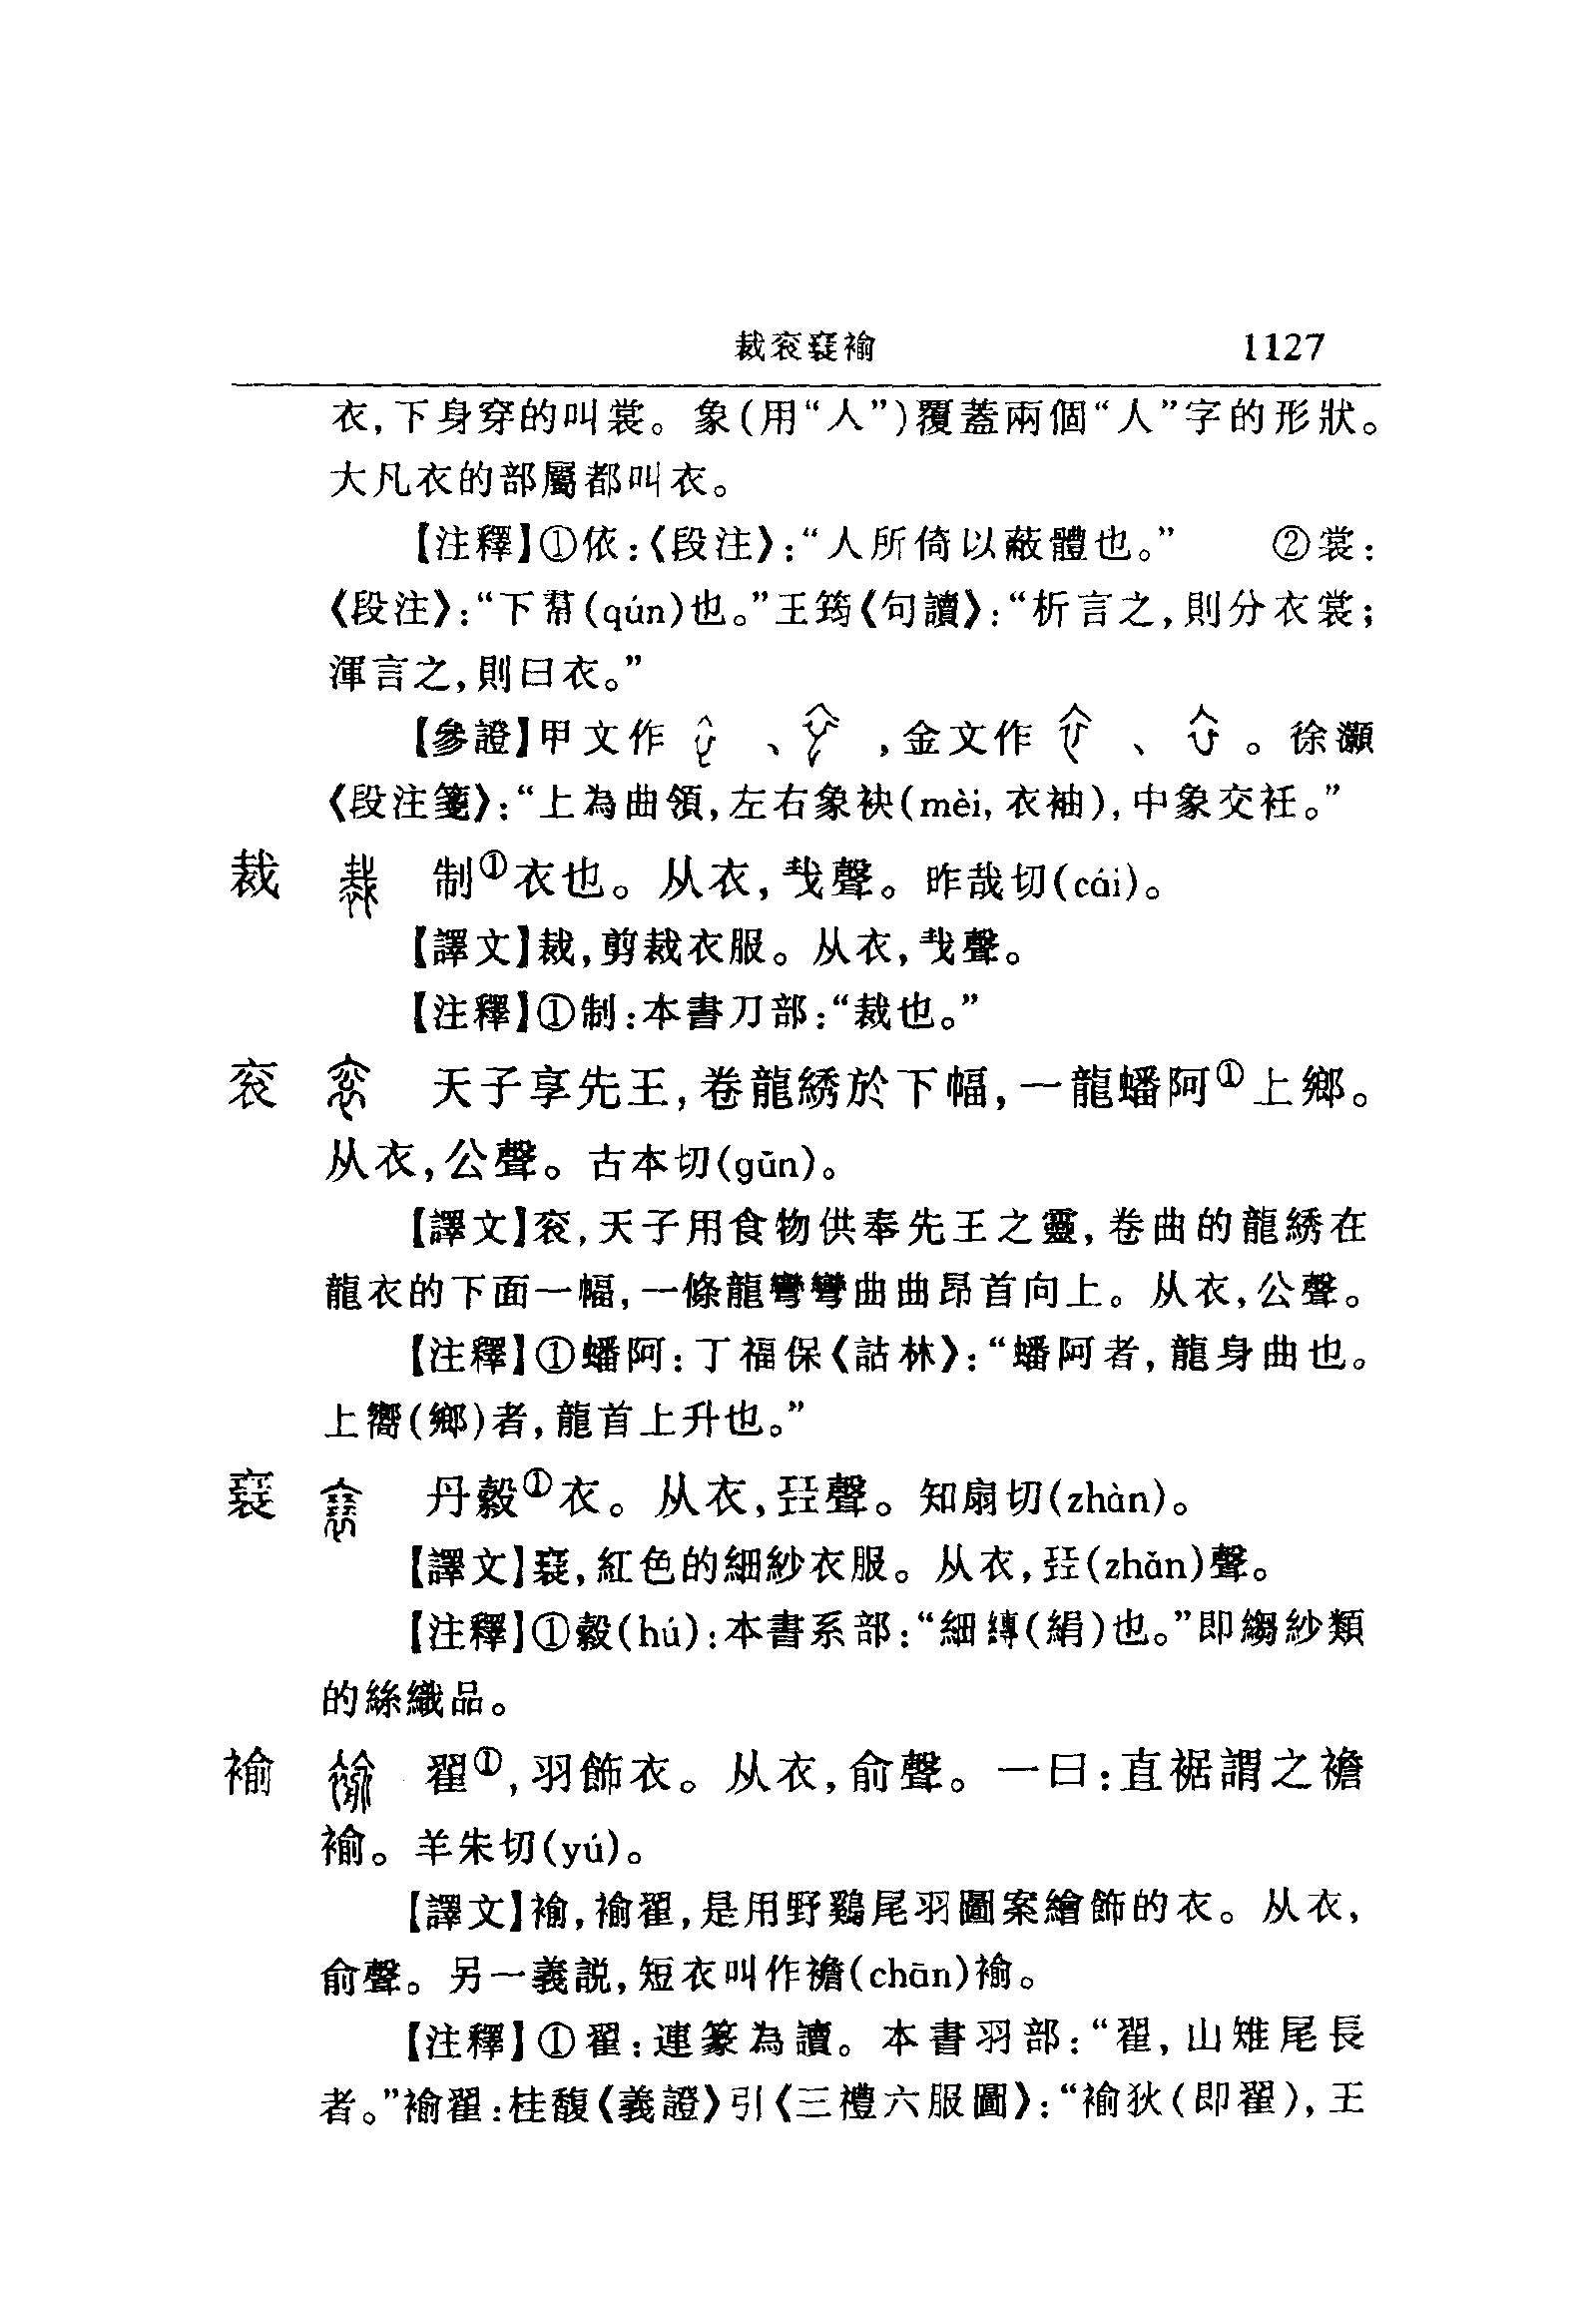 裁衮襢褕 1127
衣，下身穿的叫裳。象(用“人”)覆蓋兩個“人”字的形狀。
大凡衣的部屬都叫衣。
【注釋】①依：《段注》：“人所倚以蔽體也。” ②裳：
《段注》：“下帬(qún)也。”王筠《句讀》：“析言之，則分衣裳；
渾言之，則曰衣。”
【參證】甲文作 、 ，金文作 、 。徐灝
《段注箋》：“上為曲領，左右象袂(mèi，衣袖)，中象交衽。”
裁 制①衣也。从衣，𢦏聲。昨哉切(cái)。
【譯文】裁，剪裁衣服。从衣，𢦏聲。
【注釋】①制：本書刀部：“裁也。”
衮 天子享先王，卷龍綉於下幅，一龍蟠阿①上鄉。
从衣，公聲。古本切(gǔn)。
【譯文】衮，天子用食物供奉先王之靈，卷曲的龍綉在
龍衣的下面一幅，一條龍彎彎曲曲昂首向上。从衣，公聲。
【注釋】①蟠阿：丁福保《詁林》：“蟠阿者，龍身曲也。
上嚮(鄉)者，龍首上升也。”
丹縠①衣。从衣，㠭聲。知扇切(zhàn)。
【譯文】，紅色的細紗衣服。从衣，㠭(zhǎn)聲。
【注釋】①縠(hú)：本書系部：“細縳(絹)也。”即縐紗類
的絲織品。
褕 翟①，羽飾衣。从衣，俞聲。一曰：直裾謂之襜
褕。羊朱切(yú)。
【譯文】褕，褕翟，是用野鷄尾羽圖案繪飾的衣。从衣，
俞聲。另一義説，短衣叫作襜(chān)褕。
【注釋】①翟：連篆為讀。本書羽部：“翟，山雉尾長
者。”褕翟：桂馥《義證》引《三禮六服圖》：“褕狄(即翟)，王